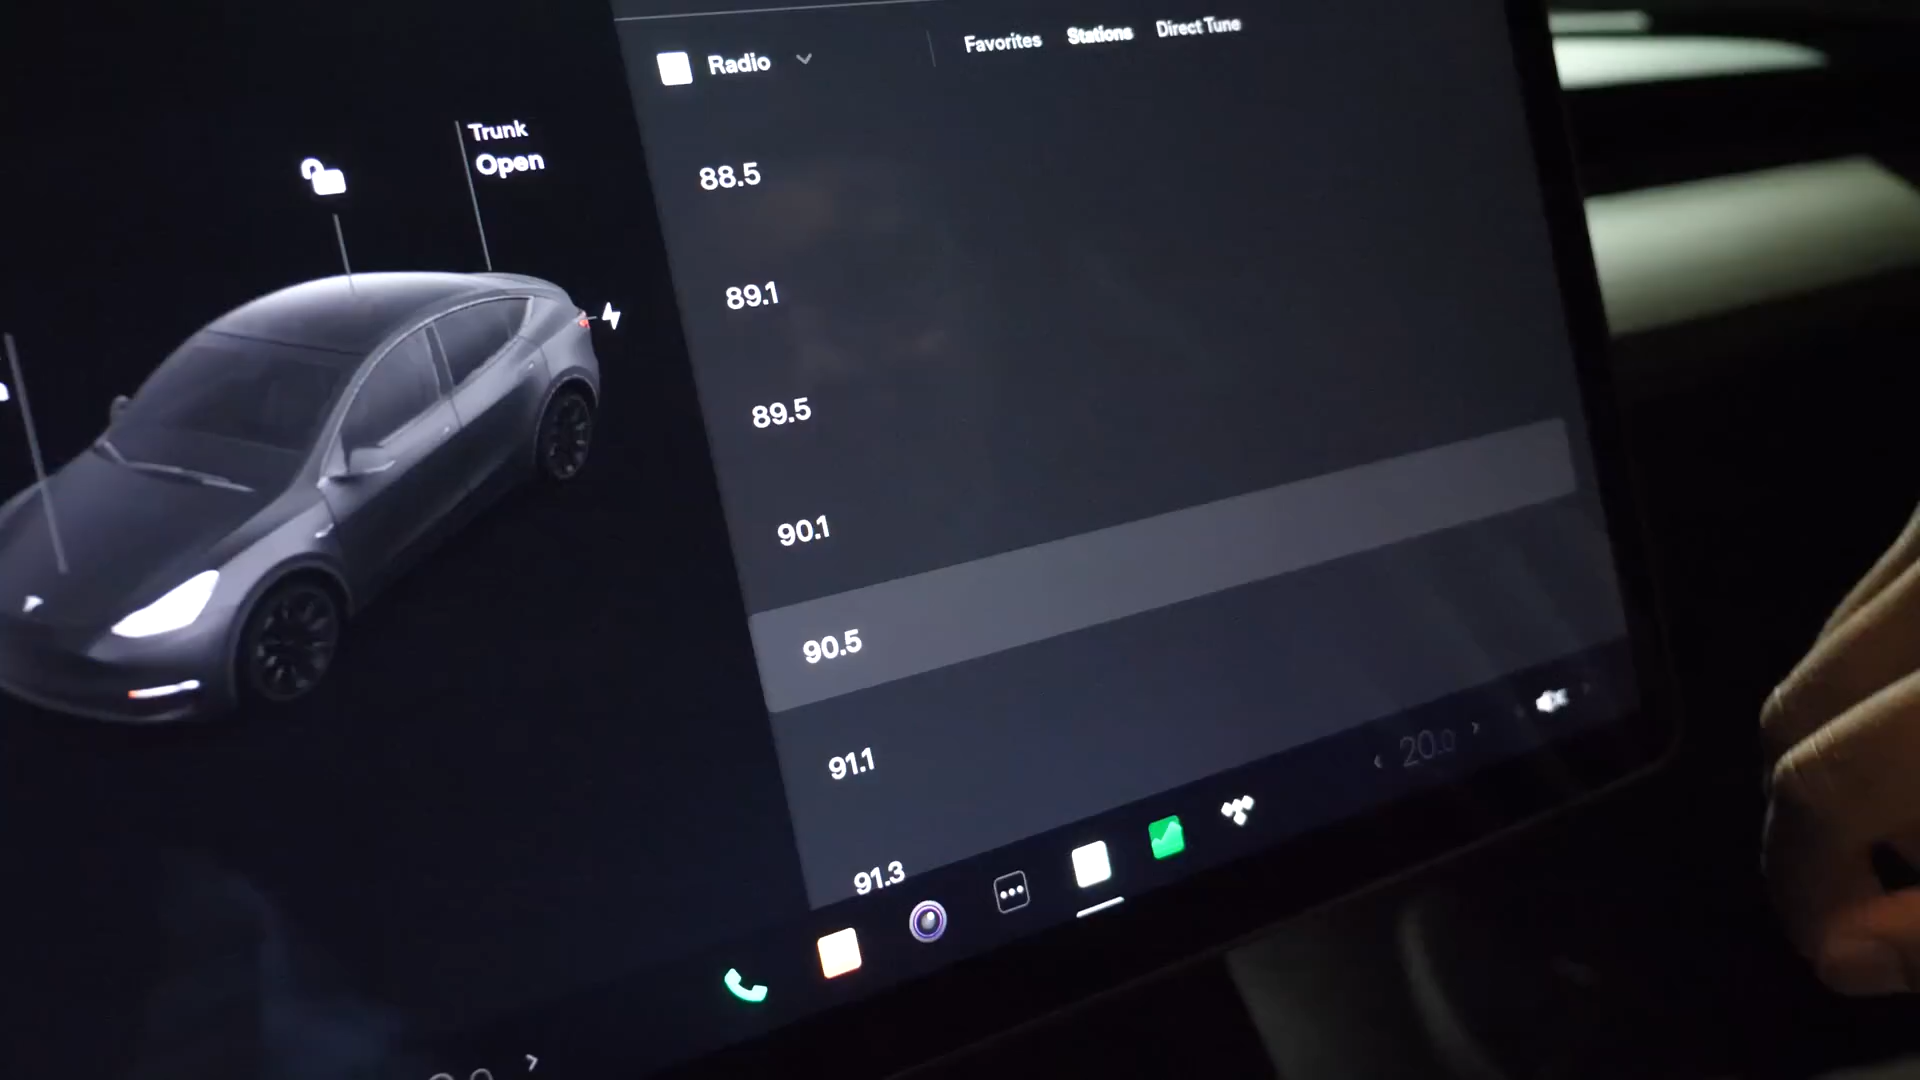 Radio
Favorites Stations Direct Tune
Trunk
Open
88.5
89.1
89.5
90.1
90.5
91.1
91.3
20.0